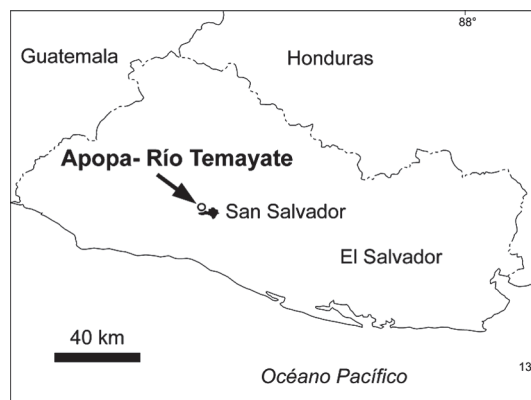 88°
Guatemala
Honduras
Apopa- Río Temayate
San Salvador
El Salvador
40 km
13
Océano Pacífico